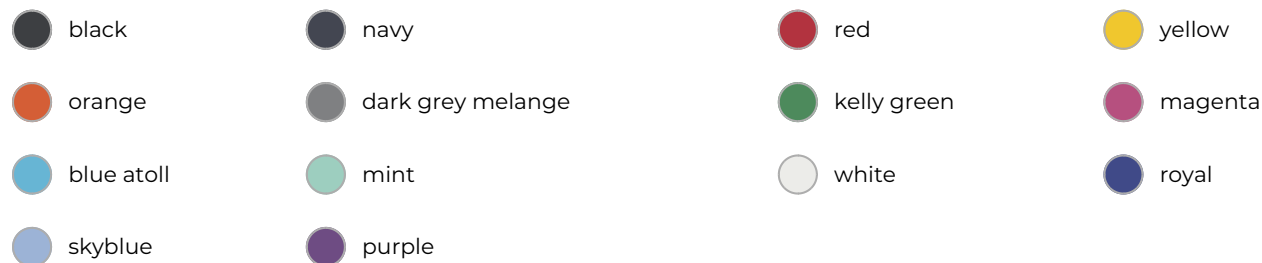 black
navy
red
yellow
orange
dark grey melange
kelly green
magenta
blue atoll
mint
white
royal
skyblue
purple